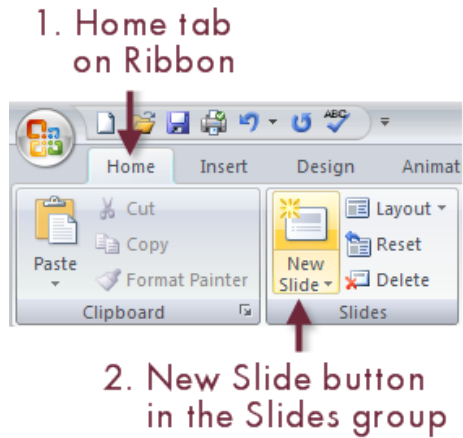 1. Home tab
on Ribbon
ABC
Home Insert Design Animat
Cut
Copy
Format Painter
Paste
Clipboard
New
Slide
Layout
Reset
Delete
Slides
2. New Slide button
in the Slides group